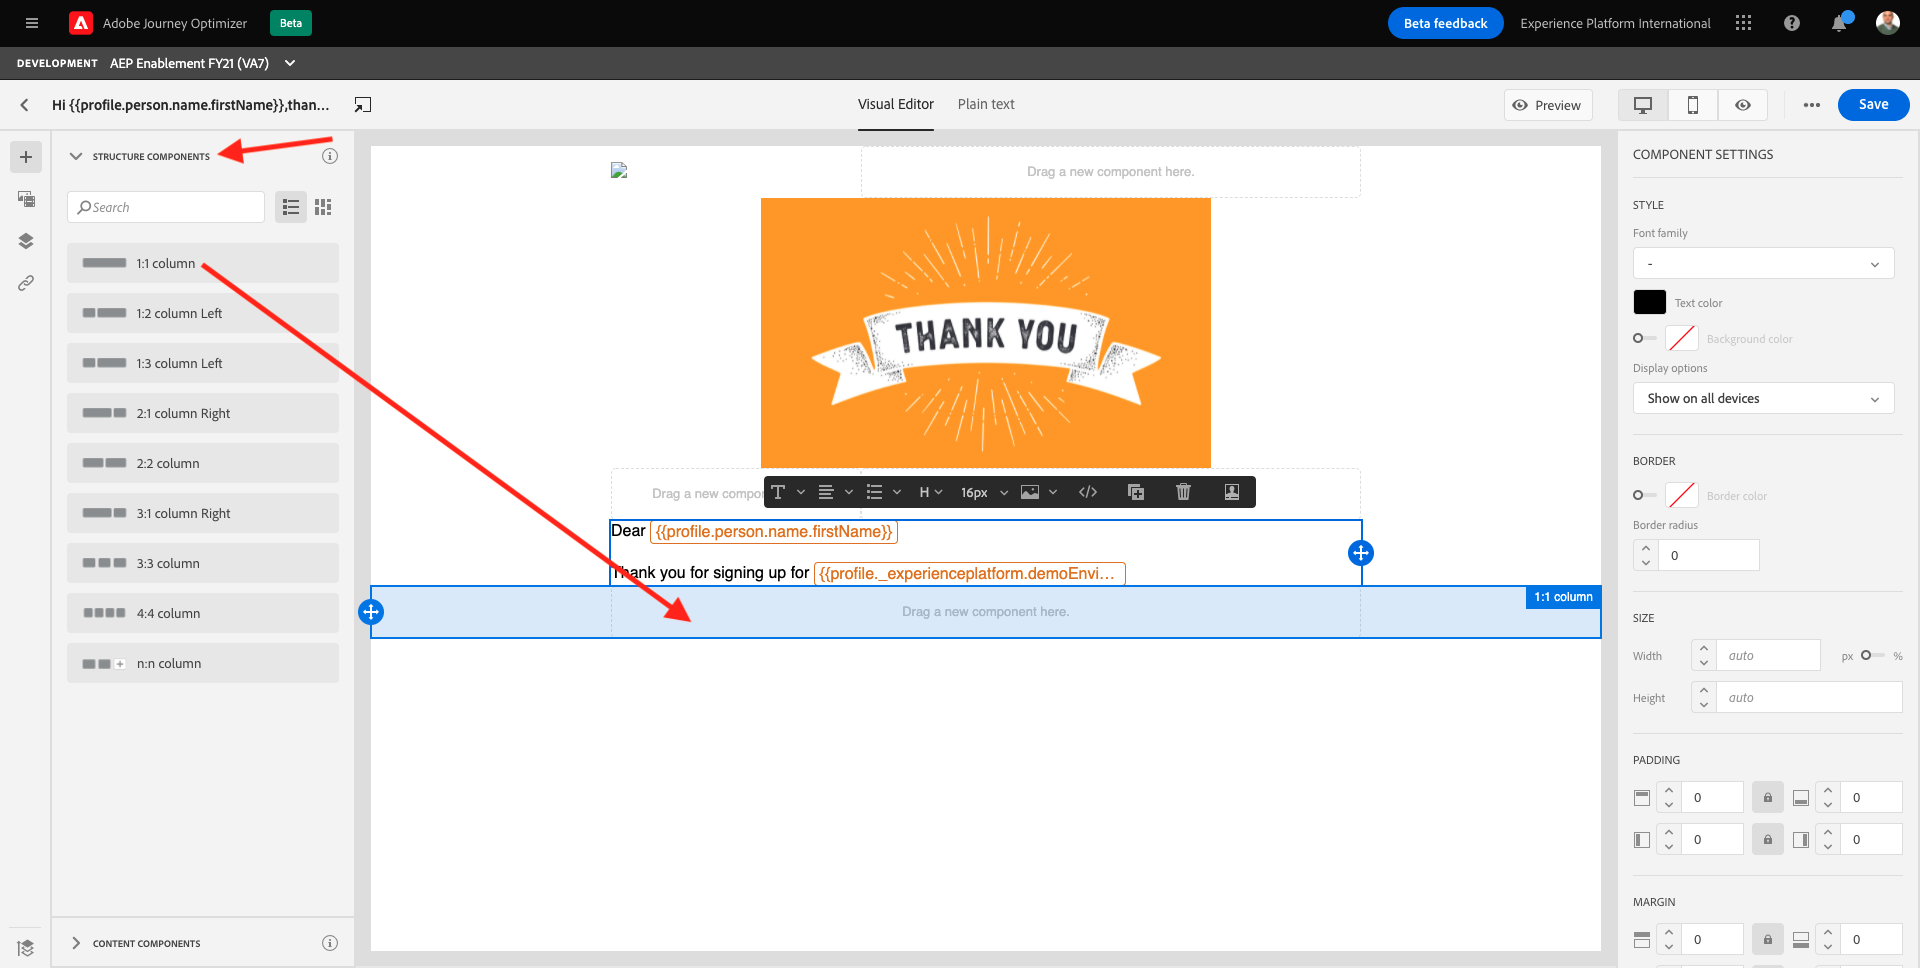 Adobe Journey Optimizer
Beta
Beta feedback
Experience Platform International
DEVELOPMENT AEP Enablement FY21 (VA7)
Hi {{profile.person.name.firstName}},than...
Visual Editor
Plain text
Preview
Save
STRUCTURE COMPONENTS
Search
1:1 column
1:2 column Left
1:3 column Left
2:1 column Right
2:2 column
3:1 column Right
3:3 column
4:4 column
n:n column
CONTENT COMPONENTS
Drag a new component here.
THANK YOU
Drag a new compor
H
16px
Dear {{profile.person.name.firstName}}
Thank you for signing up for {{profile._experienceplatform.demoEnvi...
1:1 column
Drag a new component here.
COMPONENT SETTINGS
STYLE
Font family
-
Text color
Background color
Display options
Show on all devices
BORDER
Border color
Border radius
0
SIZE
Width auto px %
Height auto
PADDING
0 0
0 0
MARGIN
0 0